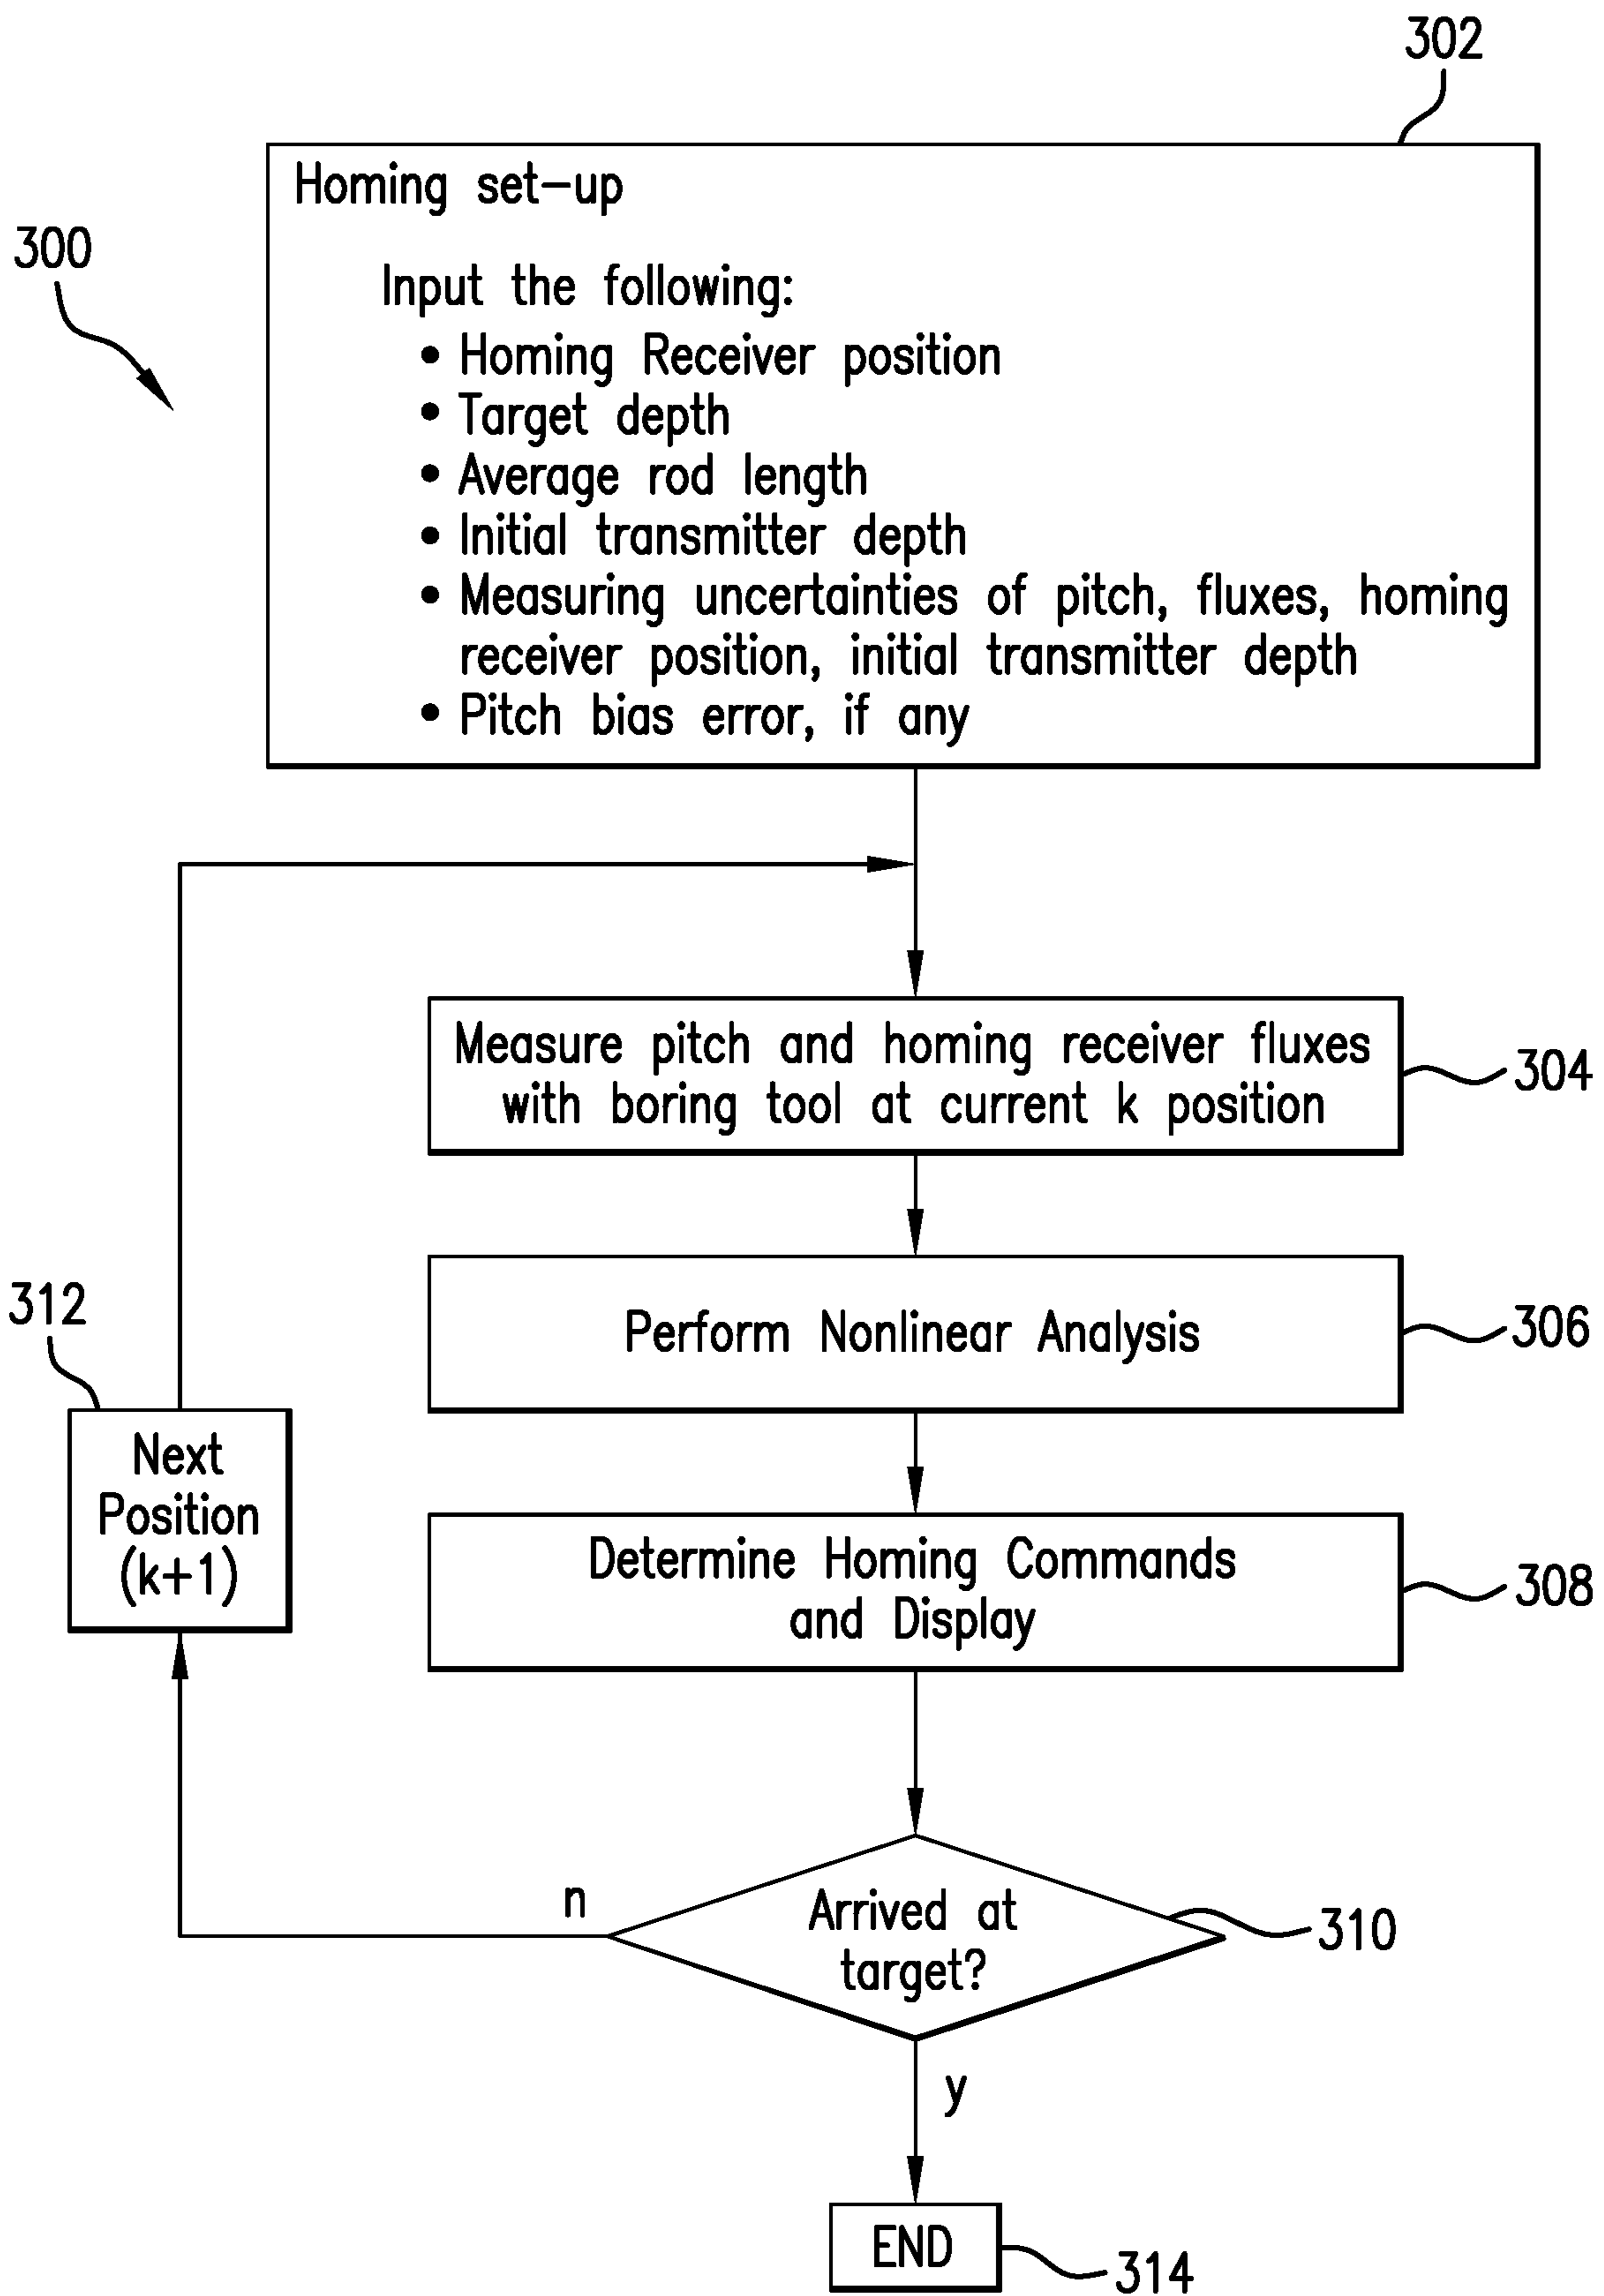 302
300
Homing set-up
Input the following:
• Homing Receiver position
• Target depth
• Average rod length
• Initial transmitter depth
• Measuring uncertainties of pitch, fluxes, homing
receiver position, initial transmitter depth
• Pitch bias error, if any
Measure pitch and homing receiver fluxes
with boring tool at current k position
304
Perform Nonlinear Analysis
306
312
Next
Position
(k+1)
Determine Homing Commands
and Display
308
n
Arrived at
target?
310
y
END
314